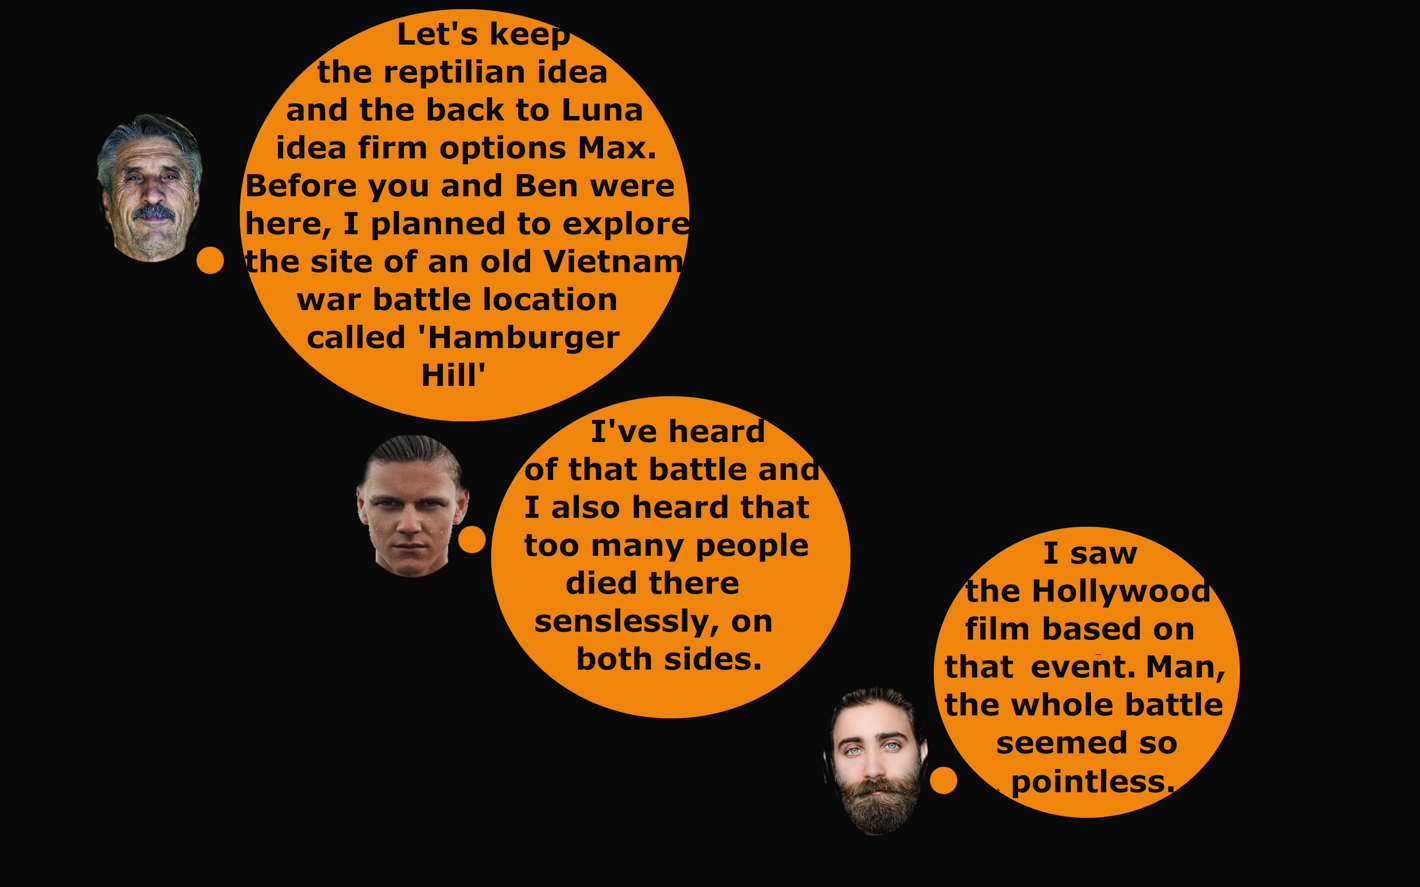 Let's keep
the reptilian idea
and the back to Luna
idea firm options Max.
Before you and Ben were
here, I planned to explore
the site of an old Vietnam
war battle location
called 'Hamburger
Hill'
I've heard
of that battle and
I also heard that
too many people
died there
senslessly, on
both sides.
I saw
the Hollywood
film based on
that event. Man,
the whole battle
seemed so
pointless.